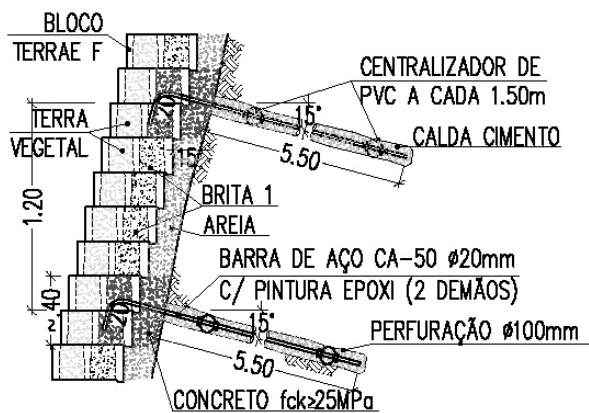 BLOCO
TERRAE F
CENTRALIZADOR DE
PVC A CADA 1.50m
20
15°
TERRA
VEGETAL
CALDA CIMENTO
15
5.50
1.20
BRITA 1
AREIA
BARRA DE AÇO CA-50 ø20mm
C/ PINTURA EPOXI (2 DEMÃOS)
40
20
15°
PERFURAÇÃO ø100mm
5.50
CONCRETO fck≥25MPa